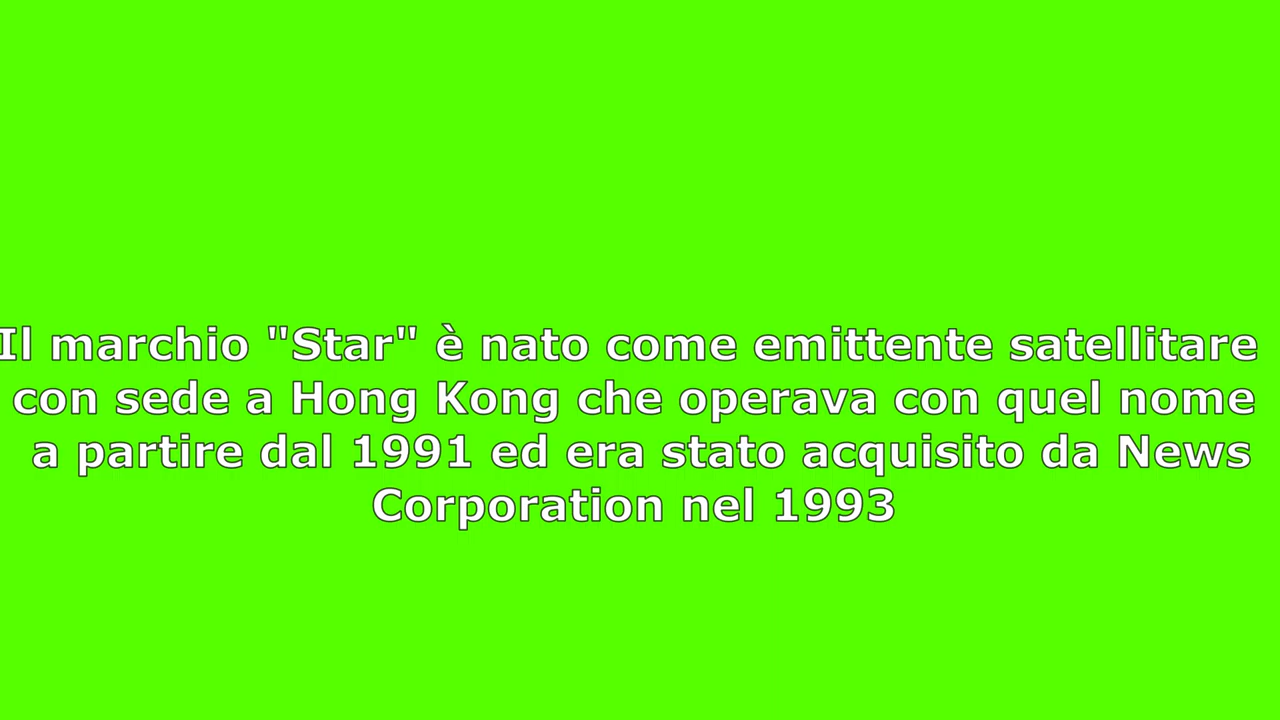 Il marchio "Star" è nato come emittente satellitare
con sede a Hong Kong che operava con quel nome
a partire dal 1991 ed era stato acquisito da News
Corporation nel 1993